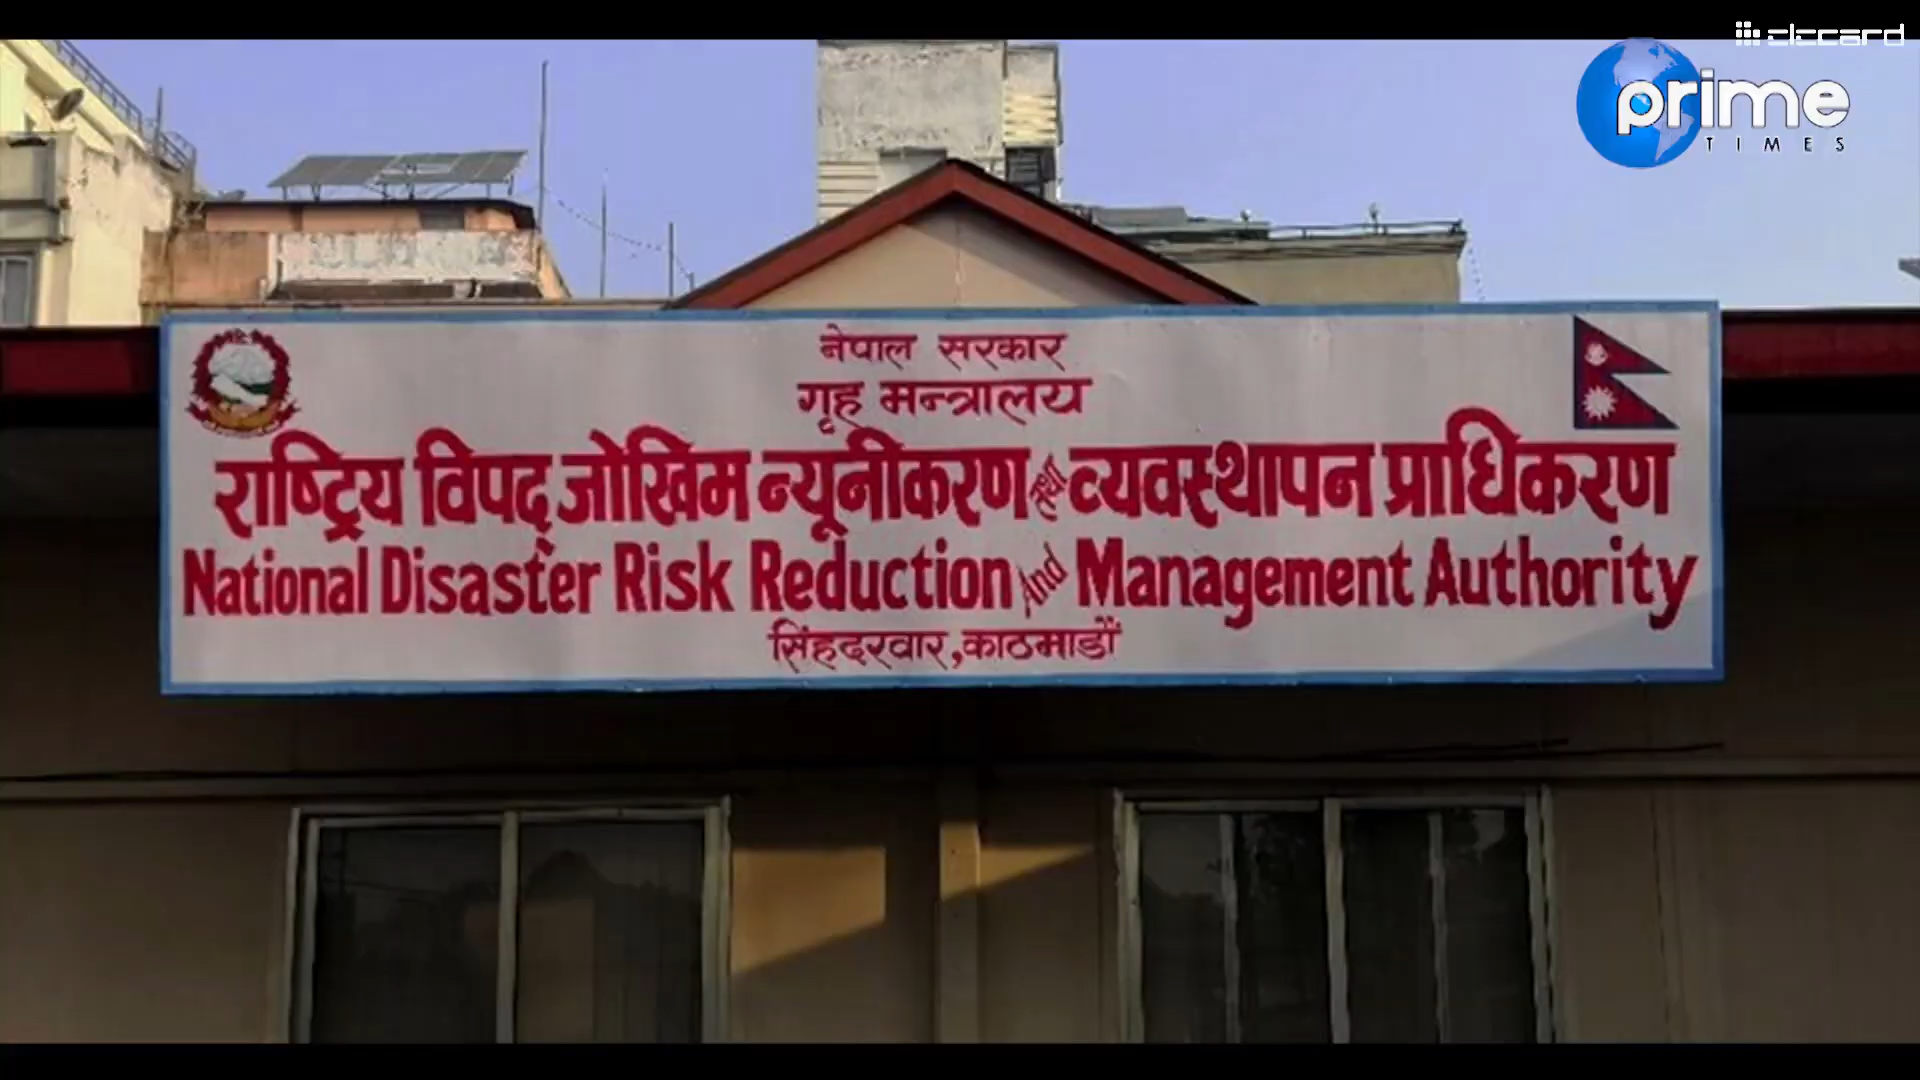 prime
TIMES
नेपाल सरकार
गृह मन्त्रालय
राष्ट्रिय विपद् जोखिम न्यूनीकरण तथा व्यवस्थापन प्राधिकरण
National Disaster Risk Reduction And Management Authority
सिंहदरवार, काठमाडौं